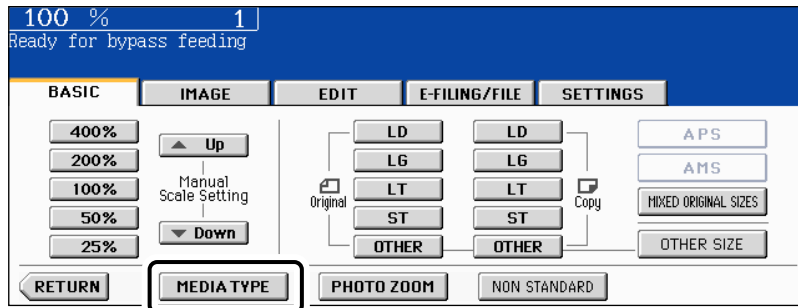 100 % 1
Ready for bypass feeding
BASIC IMAGE EDIT E-FILING/FILE SETTINGS
400% Up LD LD APS
200% LG LG AMS
100% Manual Scale Setting Original LT LT Copy MIXED ORIGINAL SIZES
50% ST ST
25% Down OTHER OTHER OTHER SIZE
RETURN MEDIA TYPE PHOTO ZOOM NON STANDARD